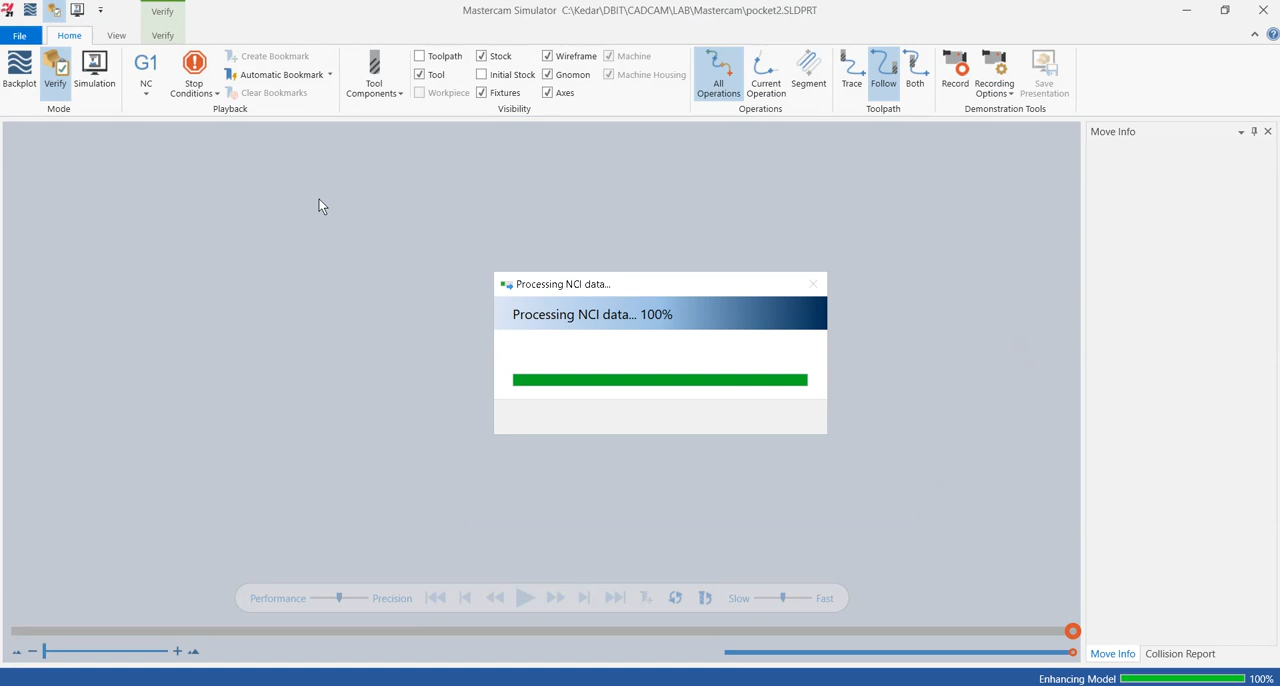 Verify
Mastercam Simulator C:\Kedar\DBIT\CADCAM\LAB\Mastercam\pocket2.SLDPRT
File Home View Verify
Backplot Verify Simulation
Mode
G1
NC
Stop Conditions
Create Bookmark
Automatic Bookmark
Clear Bookmarks
Playback
Tool Components
Toolpath Stock Wireframe Machine
Tool Initial Stock Gnomon Machine Housing
Workpiece Fixtures Axes
Visibility
All Operations Current Operation Segment
Operations
Trace Follow Both
Toolpath
Record Recording Options Save Presentation
Demonstration Tools
Move Info
Processing NCI data...
Processing NCI data... 100%
Performance Precision Slow Fast
Move Info Collision Report
Enhancing Model 100%